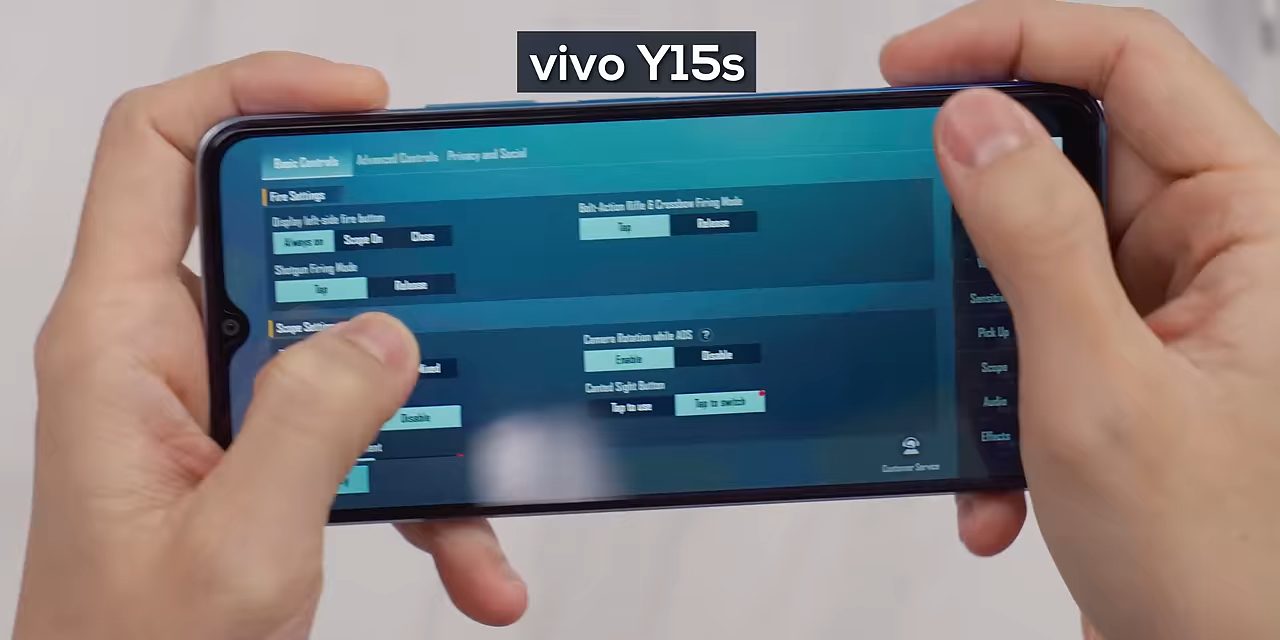 vivo Y15s
Basic Controls Advanced Controls Privacy and Social
Fire Settings
Display left-side fire button
Always on Scope On Close
Bolt-Action Rifle & Crossbow Firing Mode
Tap Release
Shotgun Firing Mode
Tap Release
Scope Settings
Camera Rotation while ADS ?
Enable Disable
Mixed
Canted Sight Button
Tap to use Tap to switch
Disable
Customer Service
Pick Up
Scope
Audio
Effects